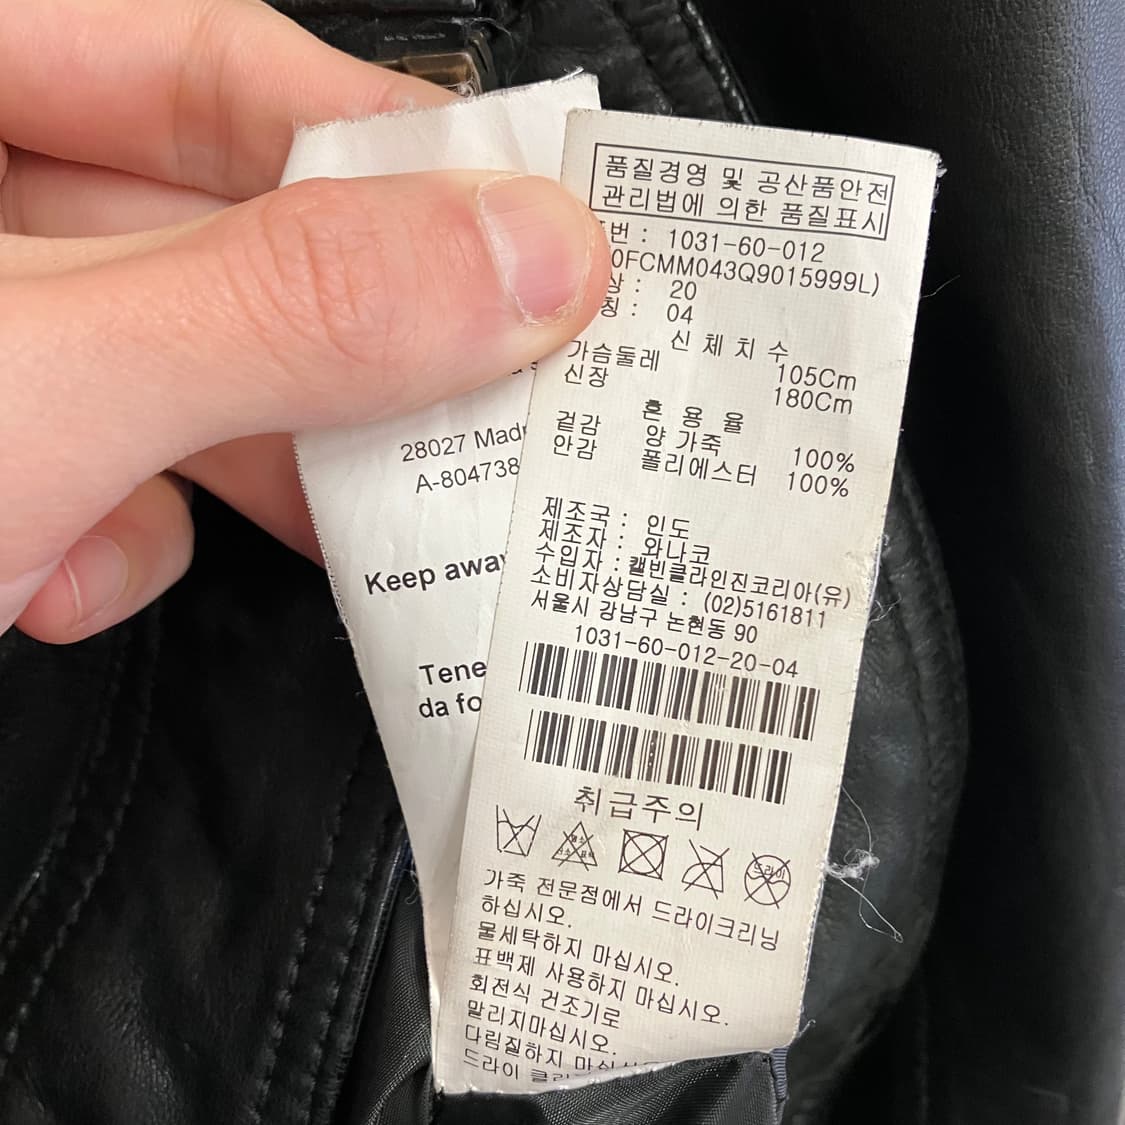 28027 Mad
A-804738
Keep away
Tene
da fo
품질경영 및 공산품안전
관리법에 의한 품질표시
번 : 1031-60-012
0FCMM043Q9015999L)
상 : 20
칭 : 04
신 체 치 수
가슴둘레 105Cm
신장 180Cm
혼 용 율
겉감 양 가죽 100%
안감 폴리에스터 100%
제조국 : 인도
제조자 : 와나코
수입자 : 캘빈클라인진코리아(유)
소비자상담실 : (02)5161811
서울시 강남구 논현동 90
1031-60-012-20-04
취급주의
드라이
가죽 전문점에서 드라이크리닝
하십시오.
물세탁하지 마십시오.
표백제 사용하지 마십시오.
회전식 건조기로
말리지마십시오.
다림질하지 마십
드라이